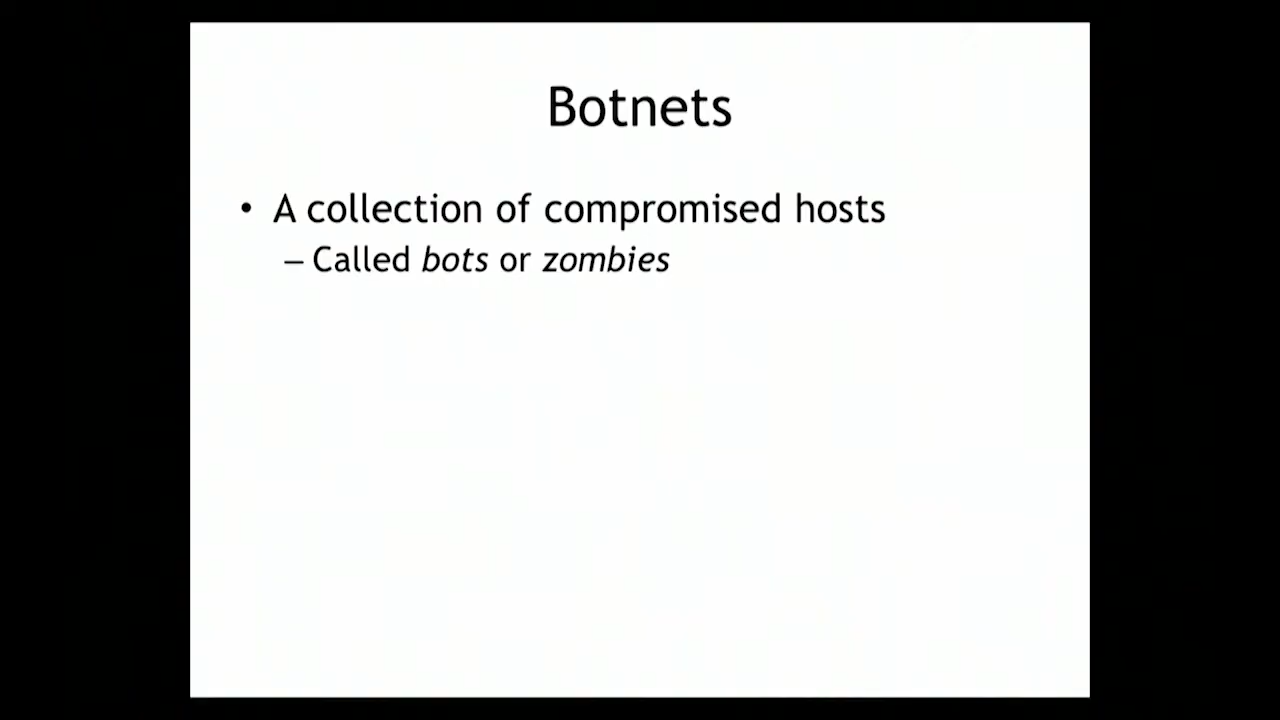 Botnets
• A collection of compromised hosts
– Called bots or zombies